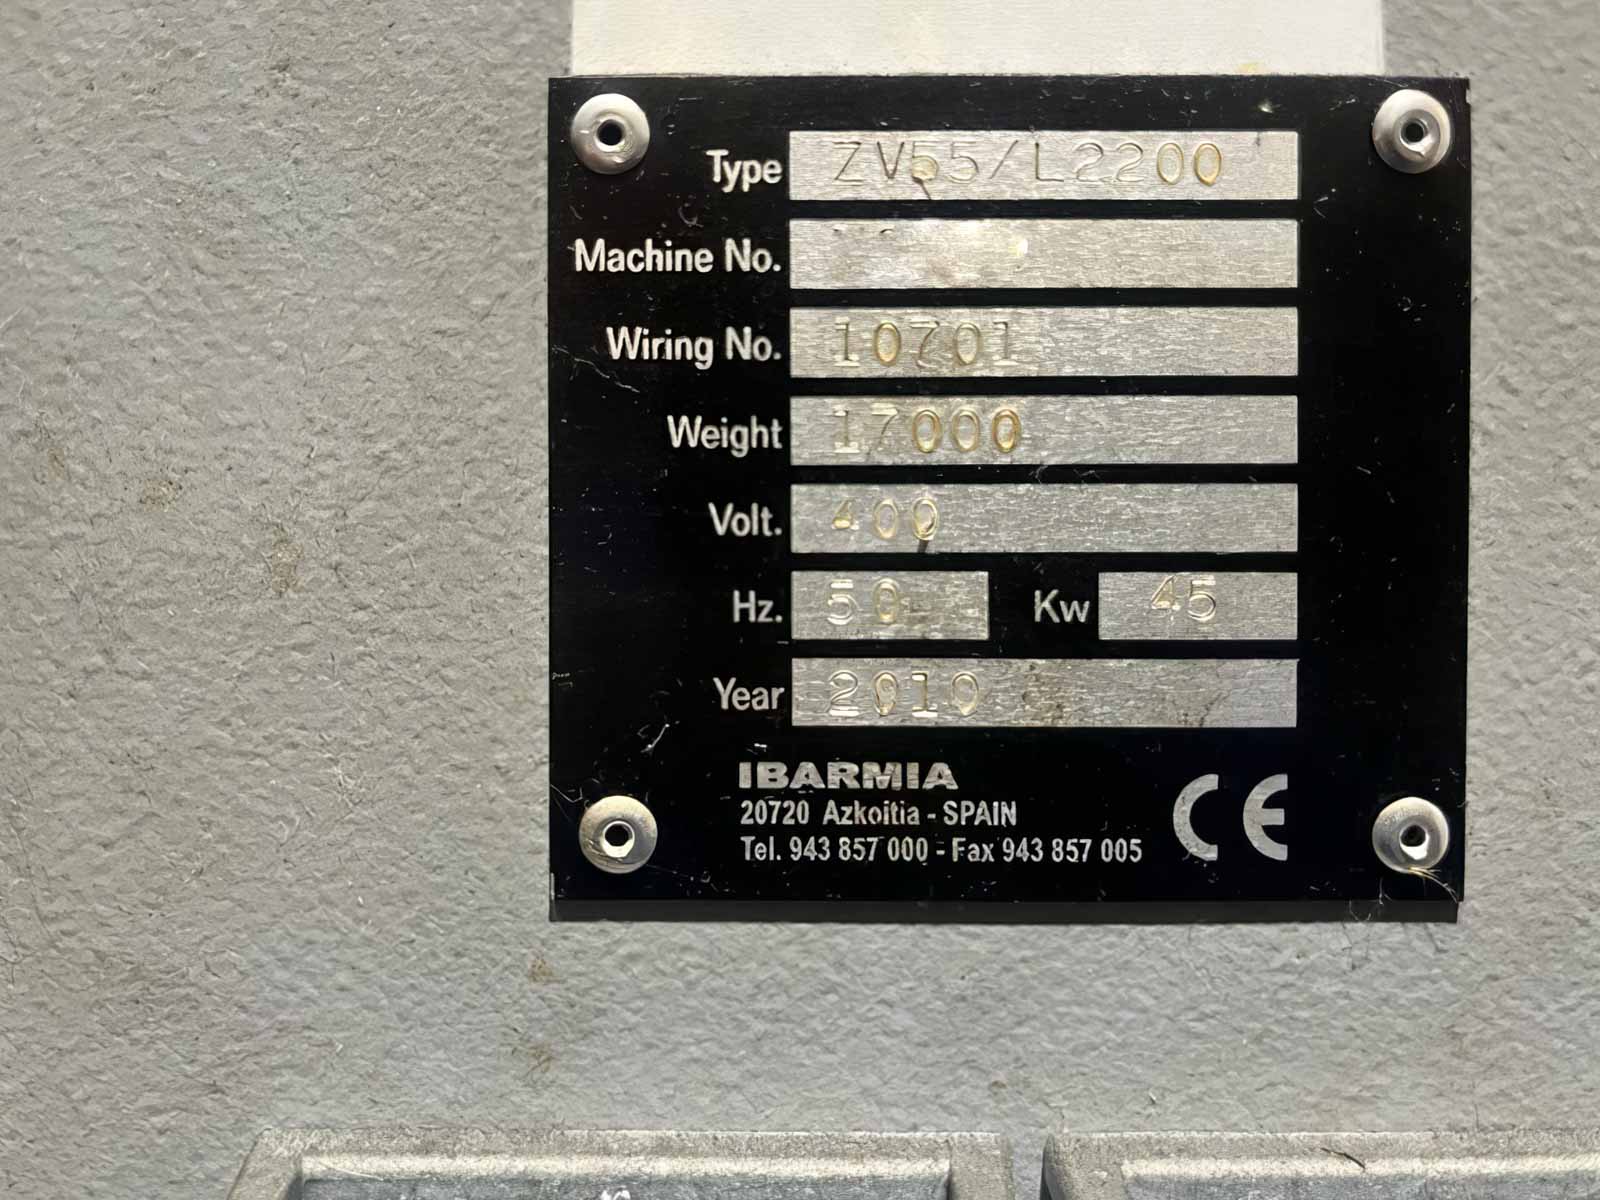 Type ZV55/L2200
Machine No.
Wiring No. 10701
Weight 17000
Volt. 400
Hz. 50 Kw 45
Year 2010
IBARMIA
20720 Azkoitia - SPAIN
Tel. 943 857 000 - Fax 943 857 005
CE